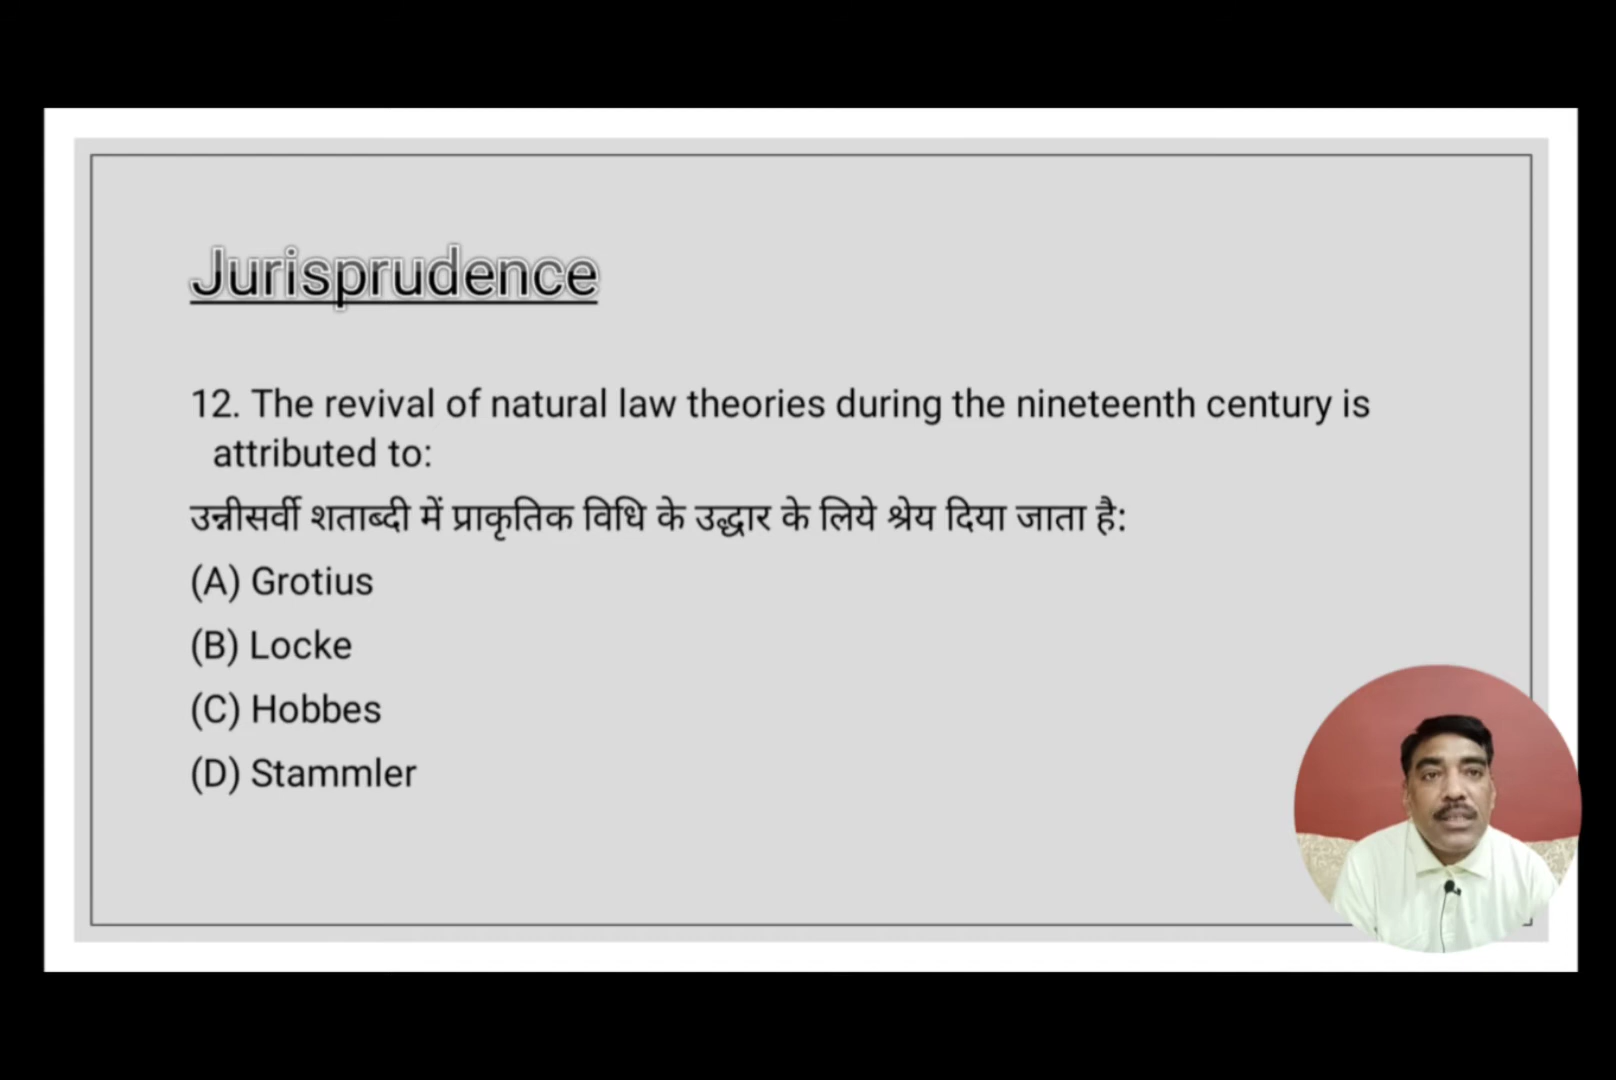 Jurisprudence
12. The revival of natural law theories during the nineteenth century is
attributed to:
उन्नीसर्वी शताब्दी में प्राकृतिक विधि के उद्धार के लिये श्रेय दिया जाता है:
(A) Grotius
(B) Locke
(C) Hobbes
(D) Stammler